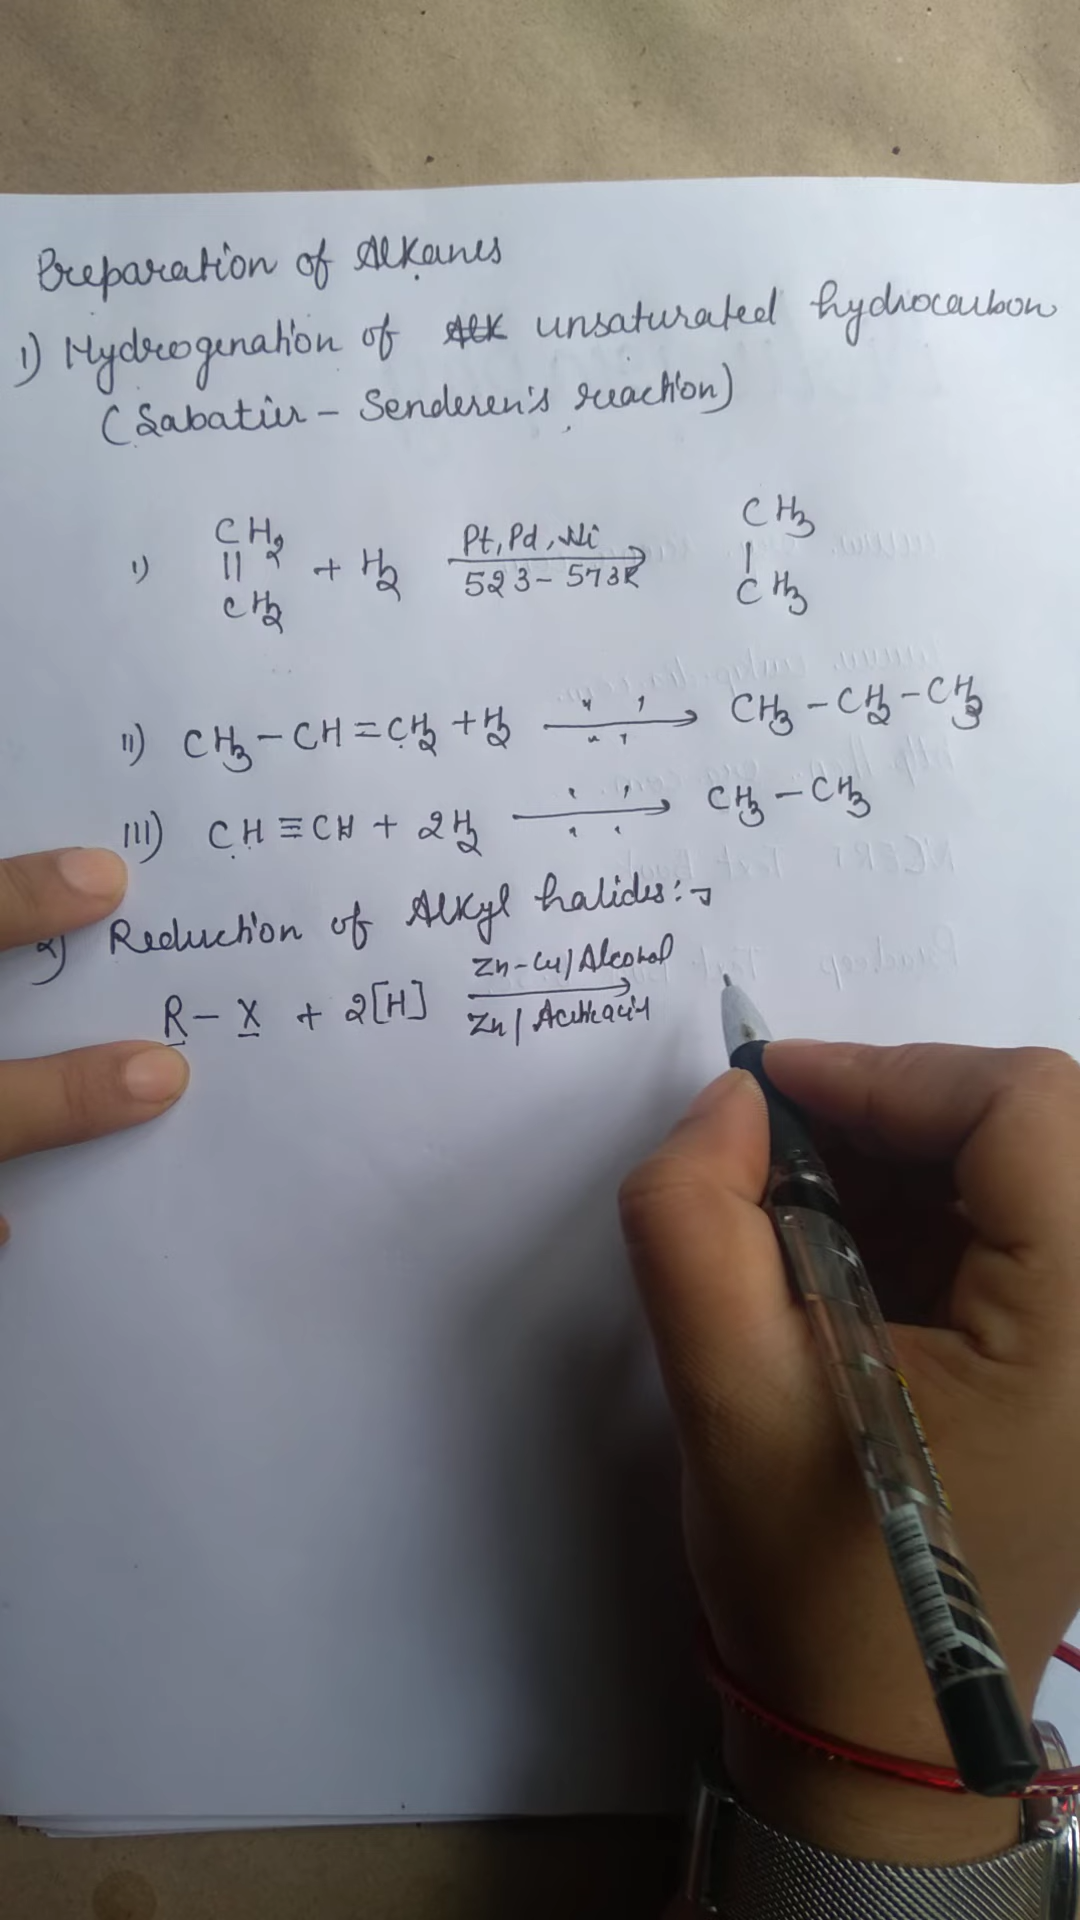 Preparation of Alkanes
1) Hydrogenation of Alk unsaturated hydrocarbon
(Sabatier - Senderen's reaction)
i) CH2 = CH2 + H2 Pt, Pd, Ni 523 - 573K → CH3 - CH3
ii) CH3 - CH = CH2 + H2 " " → CH3 - CH2 - CH3
III) CH ≡ CH + 2H2 " " → CH3 - CH3
2) Reduction of Alkyl halides :→
R - X + 2[H] Zn-Cu/Alcohol → Zn/